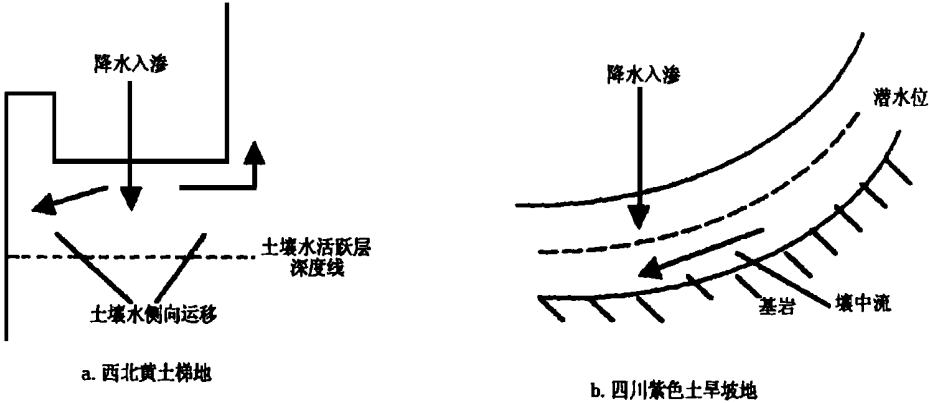 降水入渗
土壤水活跃层
深度线
土壤水侧向运移
a. 西北黄土梯地
降水入渗
潜水位
基岩
壤中流
b. 四川紫色土旱坡地